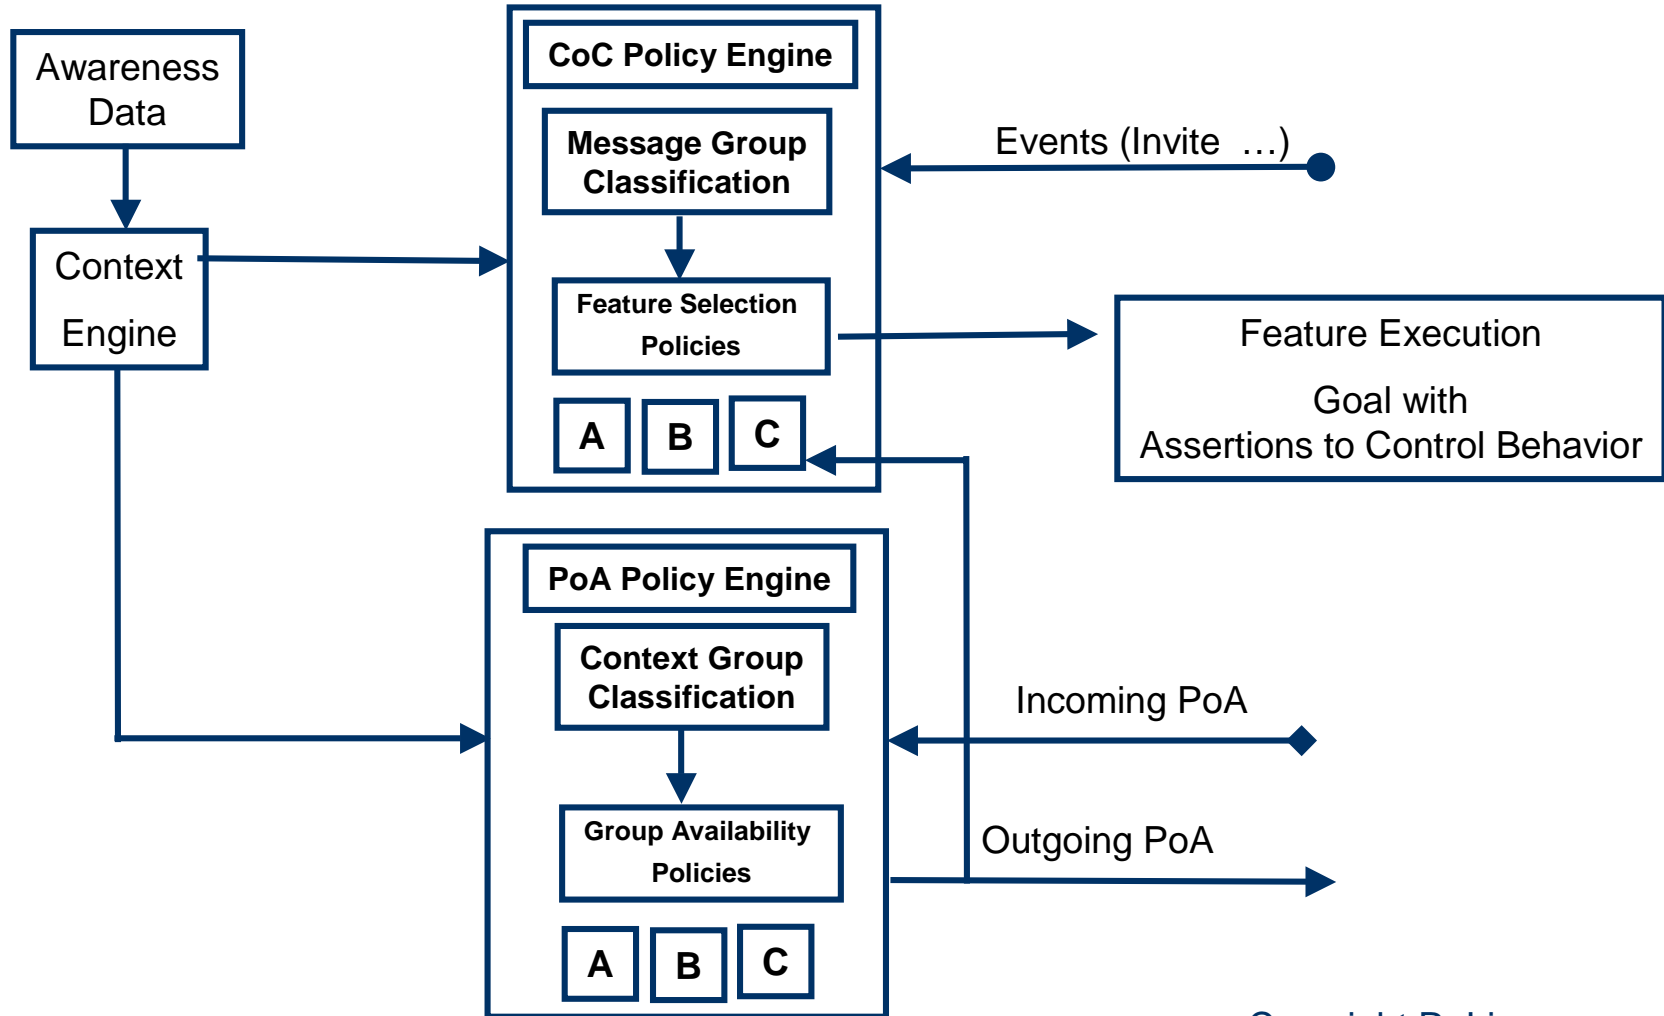 Awareness
Data
Context
Engine
CoC Policy Engine
Message Group
Classification
Feature Selection
Policies
A B C
Events (Invite …)
Feature Execution
Goal with
Assertions to Control Behavior
PoA Policy Engine
Context Group
Classification
Group Availability
Policies
A B C
Incoming PoA
Outgoing PoA